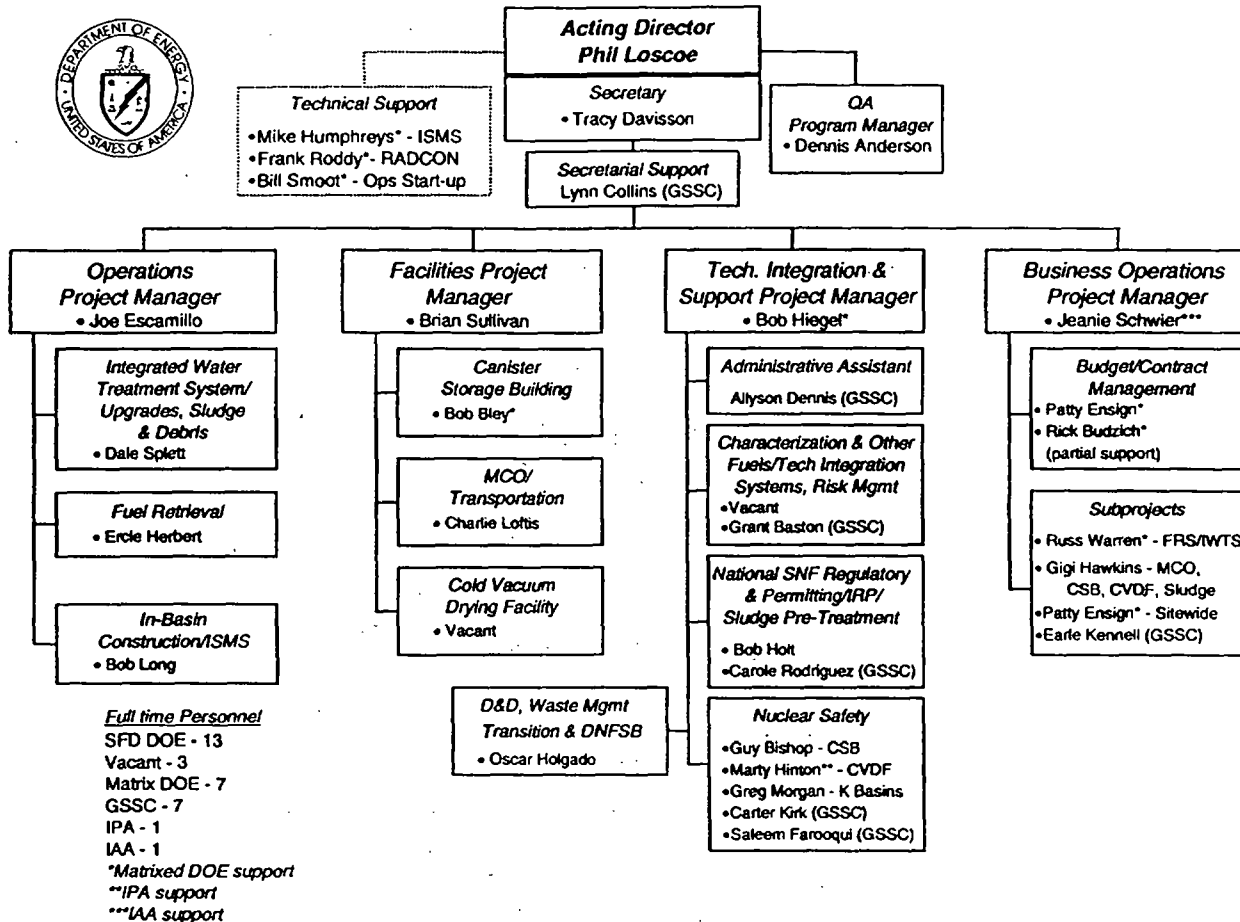 DEPARTMENT OF ENERGY
UNITED STATES OF AMERICA
Acting Director
Phil Loscoe
Secretary
• Tracy Davisson
Technical Support
•Mike Humphreys* - ISMS
•Frank Roddy*- RADCON
•Bill Smoot* - Ops Start-up
QA
Program Manager
• Dennis Anderson
Secretarial Support
Lynn Collins (GSSC)
Operations
Project Manager
• Joe Escamillo
Integrated Water
Treatment System/
Upgrades, Sludge
& Debris
• Dale Splett
Fuel Retrieval
• Ercle Herbert
In-Basin
Construction/ISMS
• Bob Long
Facilities Project
Manager
• Brian Sullivan
Canister
Storage Building
• Bob Bley*
MCO/
Transportation
• Charlie Loftis
Cold Vacuum
Drying Facility
• Vacant
Tech. Integration &
Support Project Manager
• Bob Hiegel*
Administrative Assistant
Allyson Dennis (GSSC)
Characterization & Other
Fuels/Tech Integration
Systems, Risk Mgmt
•Vacant
•Grant Baston (GSSC)
National SNF Regulatory
& Permitting/IRP/
Sludge Pre-Treatment
• Bob Holt
•Carole Rodriguez (GSSC)
D&D, Waste Mgmt
Transition & DNFSB
• Oscar Holgado
Nuclear Safety
•Guy Bishop - CSB
•Marty Hinton** - CVDF
•Greg Morgan - K Basins
•Carter Kirk (GSSC)
•Saleem Farooqui (GSSC)
Business Operations
Project Manager
• Jeanie Schwier***
Budget/Contract
Management
• Patty Ensign*
• Rick Budzich*
(partial support)
Subprojects
• Russ Warren* - FRS/IWTS
• Gigi Hawkins - MCO,
CSB, CVDF, Sludge
•Patty Ensign* - Sitewide
•Earle Kennell (GSSC)
Full time Personnel
SFD DOE - 13
Vacant - 3
Matrix DOE - 7
GSSC - 7
IPA - 1
IAA - 1
*Matrixed DOE support
**IPA support
***IAA support